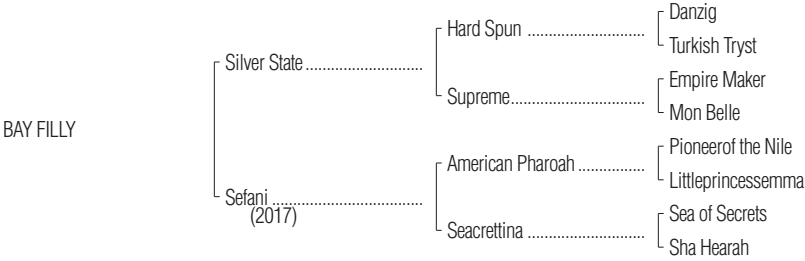 Danzig
Hard Spun ..............................
Turkish Tryst
Silver State ..............................
Empire Maker
Supreme ..................................
Mon Belle
BAY FILLY
Pioneerof the Nile
American Pharoah .................
Littleprincessemma
Sefani ......................................
(2017)
Sea of Secrets
Seacrettina ..............................
Sha Hearah